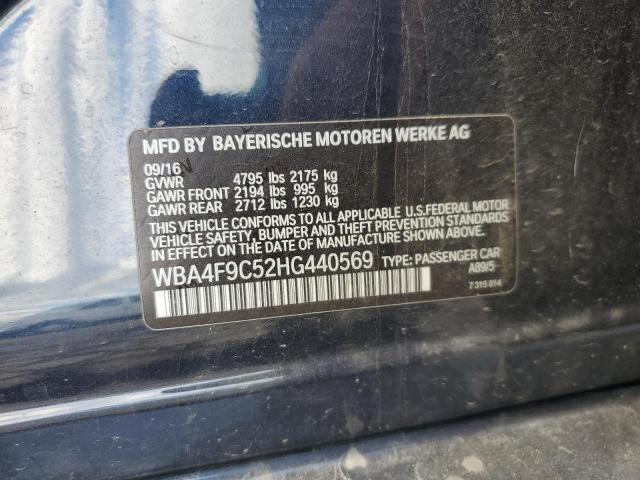 MFD BY BAYERISCHE MOTOREN WERKE AG
09/16
GVWR 4795 lbs 2175 kg
GAWR FRONT 2194 lbs 995 kg
GAWR REAR 2712 lbs 1230 kg
THIS VEHICLE CONFORMS TO ALL APPLICABLE U.S.FEDERAL MOTOR
VEHICLE SAFETY, BUMPER AND THEFT PREVENTION STANDARDS
IN EFFECT ON THE DATE OF MANUFACTURE SHOWN ABOVE.
WBA4F9C52HG440569 TYPE: PASSENGER CAR
A89/5
7 315 814